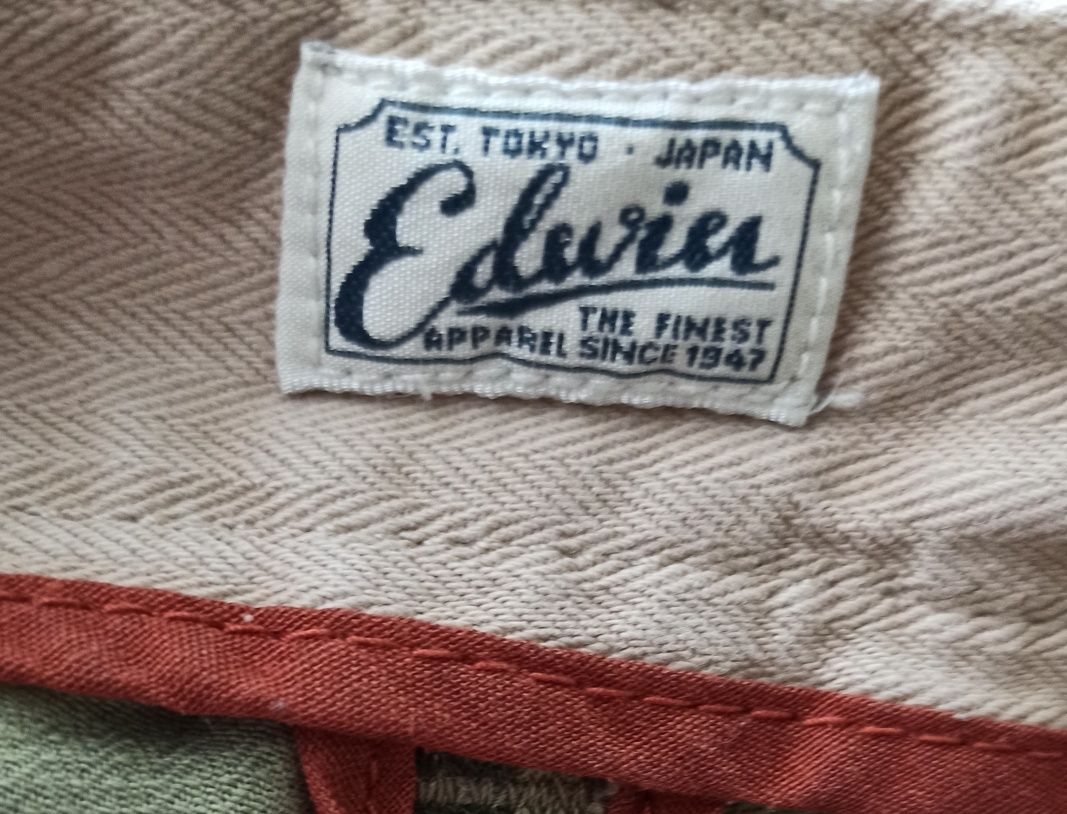 EST. TOKYO · JAPAN
Edwin
THE FINEST
APPAREL SINCE 1947